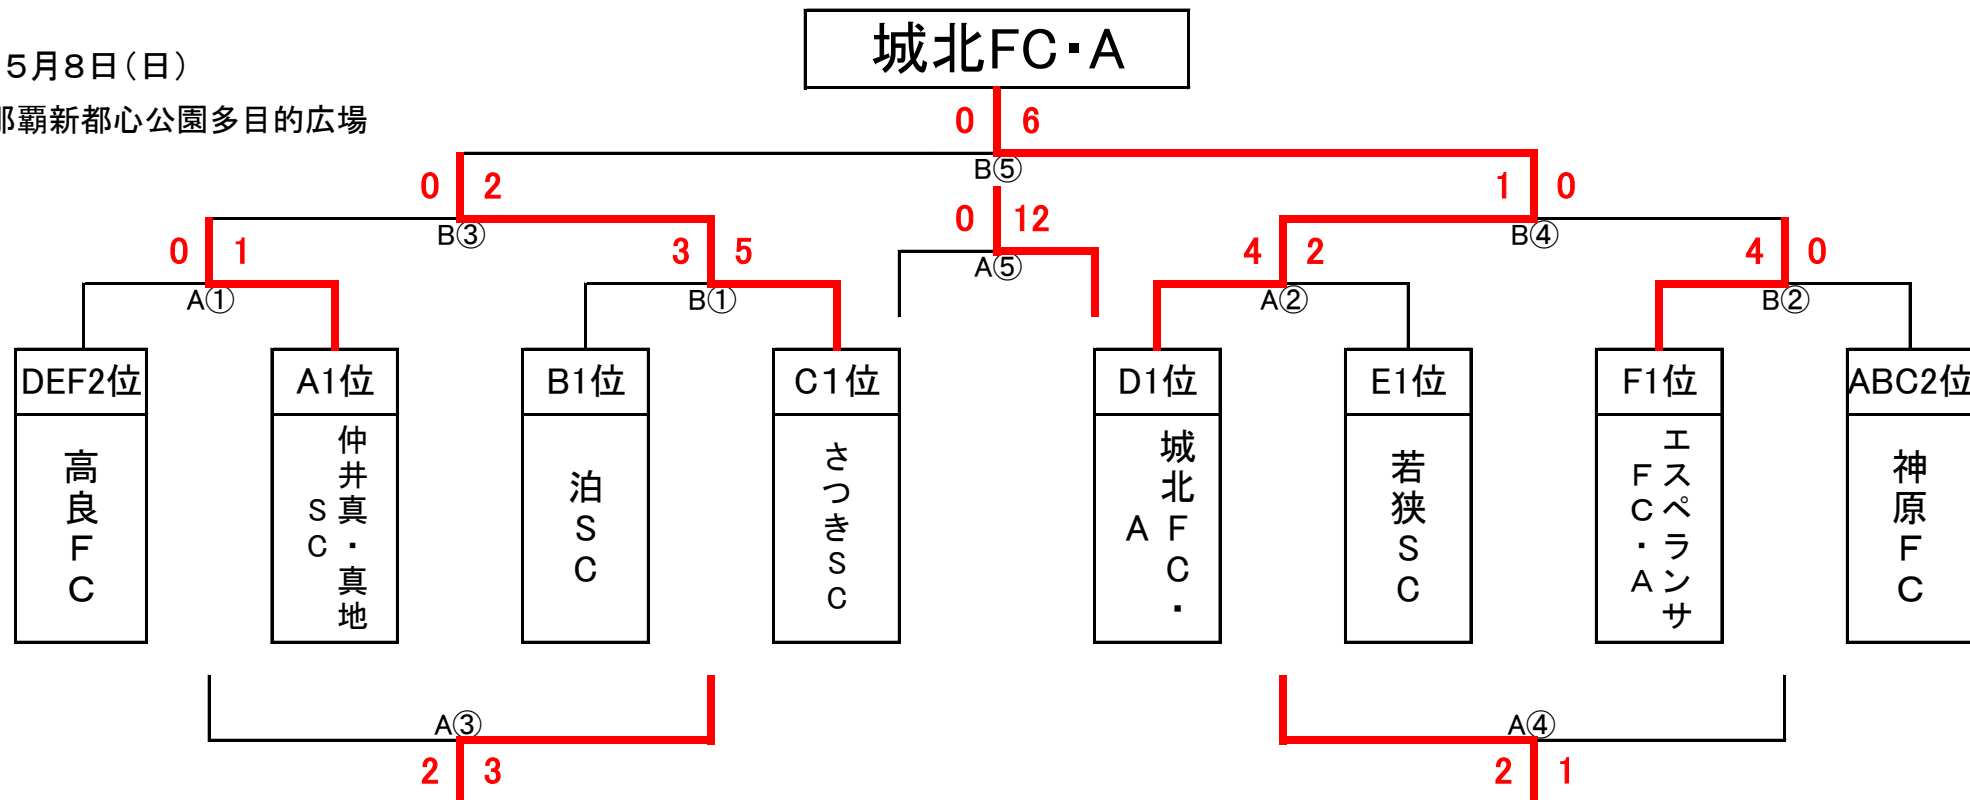 城北FC・A
5月8日(日)
那覇新都心公園多目的広場
0 6
B⑤
0 2
1 0
0 12
B③
A⑤
B④
0 1
3 5
4 2
4 0
A①
B①
A②
B②
DEF2位
A1位
B1位
C1位
D1位
E1位
F1位
ABC2位
高良FC
仲井真・真地
SC
泊SC
さつきSC
城北FC・
A
若狭SC
エスペランサ
FC・A
神原FC
A③
A④
2 3
2 1